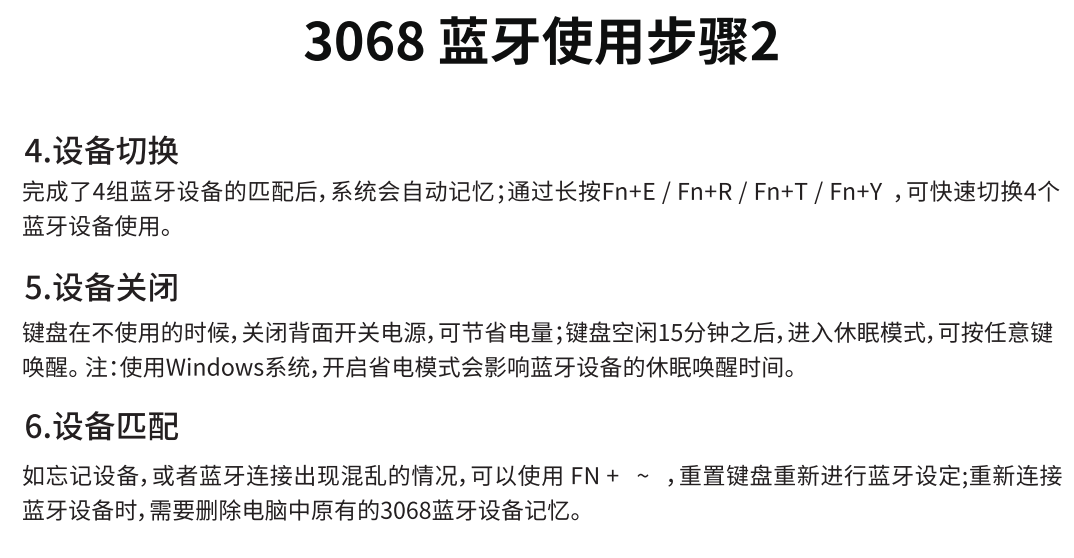 3068 蓝牙使用步骤2
4.设备切换
完成了4组蓝牙设备的匹配后，系统会自动记忆；通过长按Fn+E / Fn+R / Fn+T / Fn+Y ，可快速切换4个
蓝牙设备使用。
5.设备关闭
键盘在不使用的时候，关闭背面开关电源，可节省电量；键盘空闲15分钟之后，进入休眠模式，可按任意键
唤醒。注：使用Windows系统，开启省电模式会影响蓝牙设备的休眠唤醒时间。
6.设备匹配
如忘记设备，或者蓝牙连接出现混乱的情况，可以使用 FN + ~ ，重置键盘重新进行蓝牙设定;重新连接
蓝牙设备时，需要删除电脑中原有的3068蓝牙设备记忆。